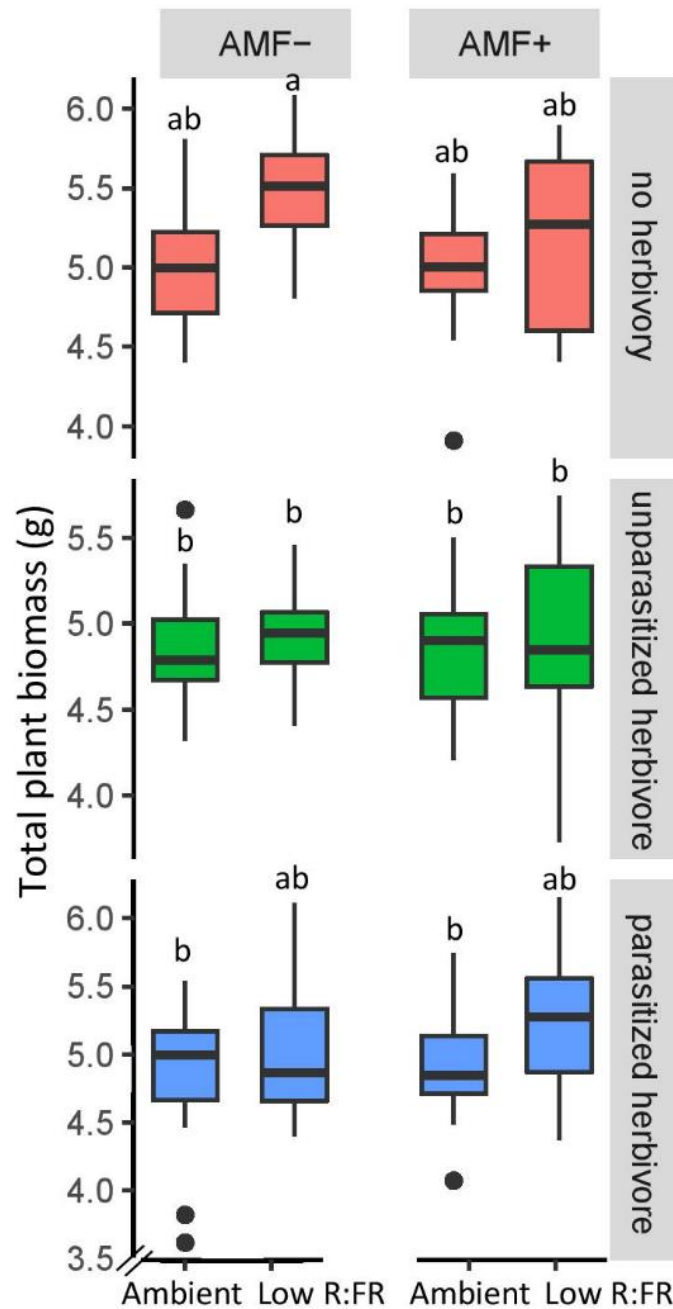 AMF− AMF+
a
ab ab ab
6.0
5.5
5.0
4.5
4.0
no herbivory
b
b b b
5.5
5.0
4.5
4.0
unparasitized herbivore
Total plant biomass (g)
ab ab
b b
6.0
5.5
5.0
4.5
4.0
3.5
parasitized herbivore
Ambient Low R:FR Ambient Low R:FR